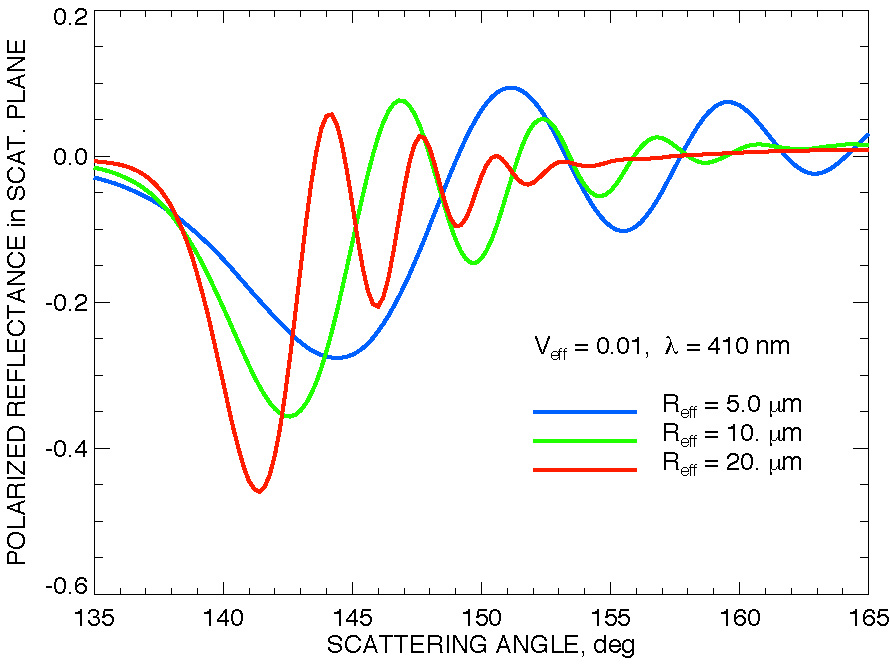 POLARIZED REFLECTANCE in SCAT. PLANE
0.2
0.0
-0.2
-0.4
-0.6
V_eff = 0.01, λ = 410 nm
R_eff = 5.0 μm
R_eff = 10. μm
R_eff = 20. μm
135 140 145 150 155 160 165
SCATTERING ANGLE, deg